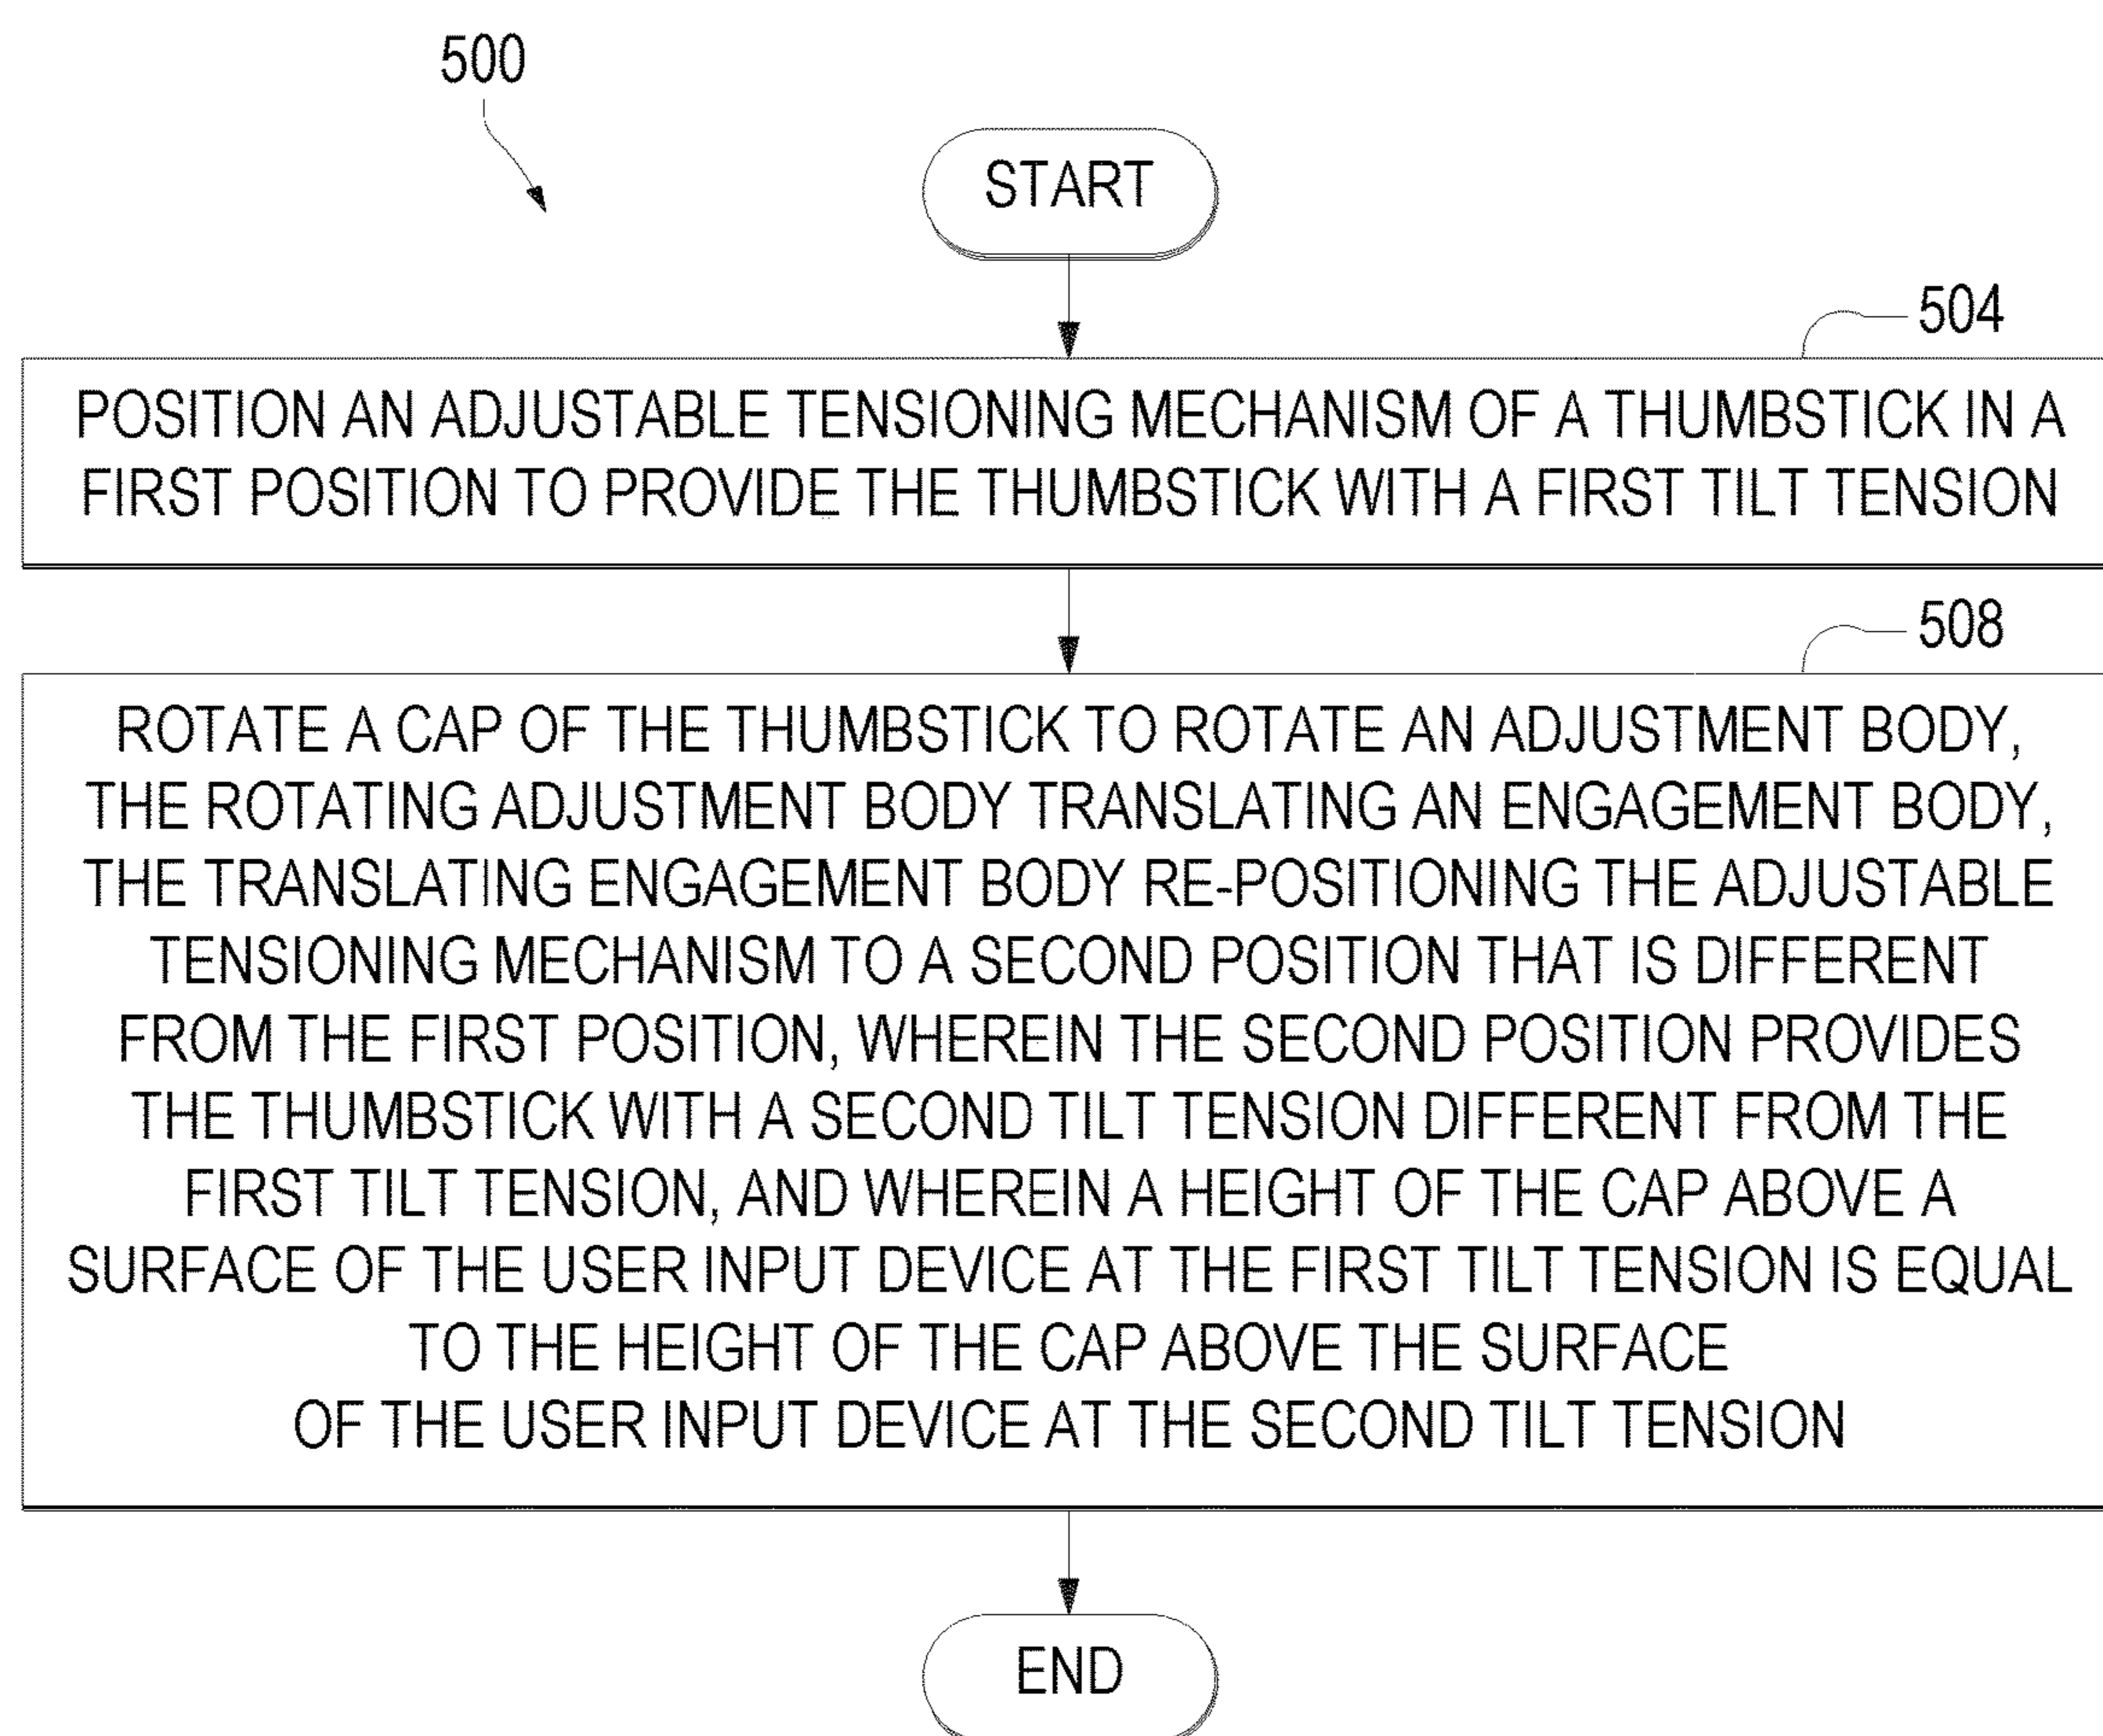 500
START
504
POSITION AN ADJUSTABLE TENSIONING MECHANISM OF A THUMBSTICK IN A
FIRST POSITION TO PROVIDE THE THUMBSTICK WITH A FIRST TILT TENSION
508
ROTATE A CAP OF THE THUMBSTICK TO ROTATE AN ADJUSTMENT BODY,
THE ROTATING ADJUSTMENT BODY TRANSLATING AN ENGAGEMENT BODY,
THE TRANSLATING ENGAGEMENT BODY RE-POSITIONING THE ADJUSTABLE
TENSIONING MECHANISM TO A SECOND POSITION THAT IS DIFFERENT
FROM THE FIRST POSITION, WHEREIN THE SECOND POSITION PROVIDES
THE THUMBSTICK WITH A SECOND TILT TENSION DIFFERENT FROM THE
FIRST TILT TENSION, AND WHEREIN A HEIGHT OF THE CAP ABOVE A
SURFACE OF THE USER INPUT DEVICE AT THE FIRST TILT TENSION IS EQUAL
TO THE HEIGHT OF THE CAP ABOVE THE SURFACE
OF THE USER INPUT DEVICE AT THE SECOND TILT TENSION
END